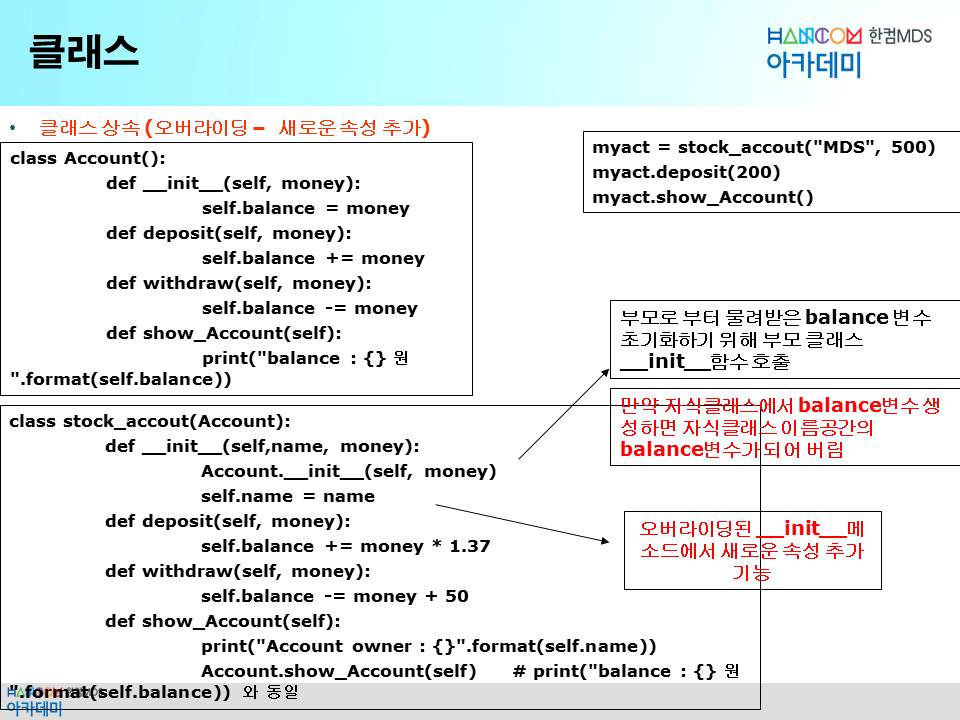 클래스
HANCOM 한컴MDS
아카데미
• 클래스 상속 (오버라이딩 – 새로운 속성 추가)
class Account():
def __init__(self, money):
self.balance = money
def deposit(self, money):
self.balance += money
def withdraw(self, money):
self.balance -= money
def show_Account(self):
print("balance : {} 원
".format(self.balance))
myact = stock_accout("MDS", 500)
myact.deposit(200)
myact.show_Account()
부모로 부터 물려받은 balance 변수
초기화하기 위해 부모 클래스
__init__함수 호출
만약 자식클래스에서 balance변수 생
성하면 자식클래스 이름공간의
balance변수가 되어 버림
class stock_accout(Account):
def __init__(self,name, money):
Account.__init__(self, money)
self.name = name
def deposit(self, money):
self.balance += money * 1.37
def withdraw(self, money):
self.balance -= money + 50
def show_Account(self):
print("Account owner : {}".format(self.name))
Account.show_Account(self) # print("balance : {} 원
".format(self.balance)) 와 동일
오버라이딩된 __init__메
소드에서 새로운 속성 추가
기능
HANCOM 한컴MDS
아카데미